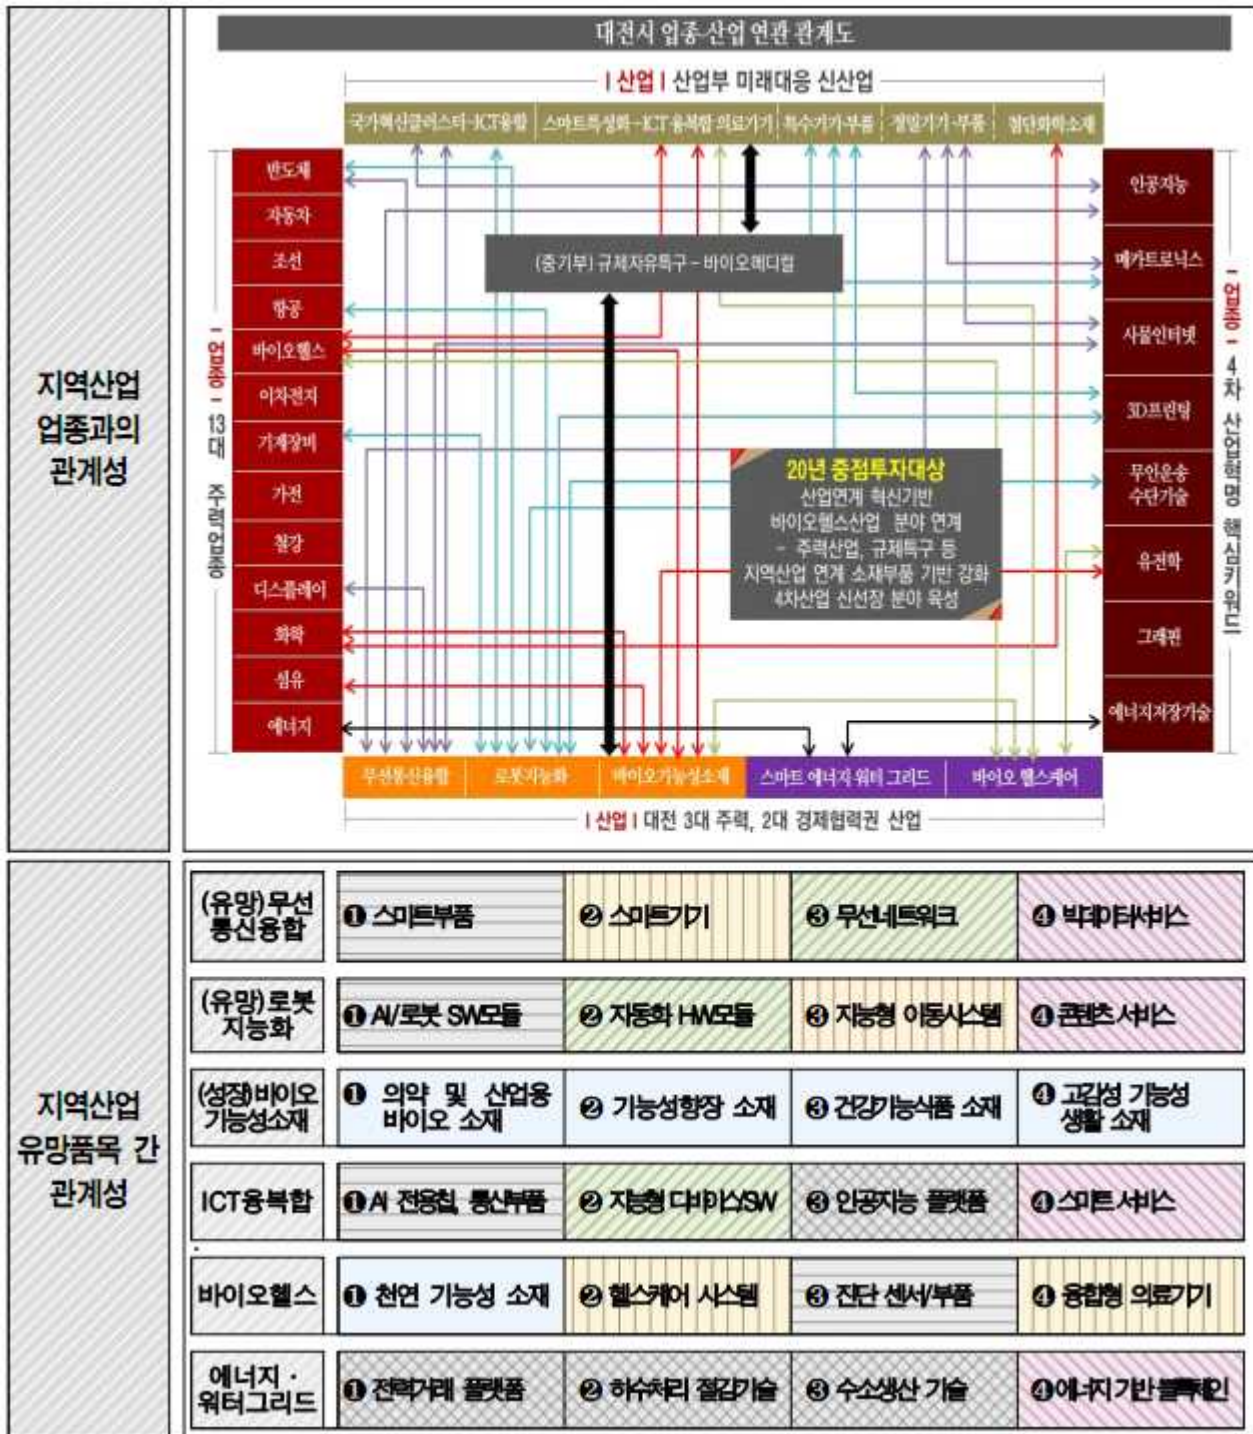 대전시 업종·산업 연관 관계도
| 산업 | 산업부 미래대응 신산업
국가혁신클러스터-ICT융합
스마트특성화-ICT 융복합 의료기기
특수기기·부품
정밀기기·부품
첨단화학소재
지역산업
업종과의
관계성
- 업종 - 13대 주력업종
반도체
자동차
조선
항공
바이오헬스
이차전지
기계장비
가전
철강
디스플레이
화학
섬유
에너지
(중기부) 규제자유특구 - 바이오메디컬
20년 중점투자대상
산업연계 혁신기반
바이오헬스산업 분야 연계
- 주력산업, 규제특구 등
지역산업 연계 소재부품 기반 강화
4차산업 신선장 분야 육성
인공지능
메카트로닉스
사물인터넷
3D프린팅
무인운송
수단기술
유전학
그래핀
에너지저장기술
- 업종 - 4차 산업혁명 핵심키워드
무선통신융합
로봇지능화
바이오기능성소재
스마트 에너지 워터 그리드
바이오 헬스케어
| 산업 | 대전 3대 주력, 2대 경제협력권 산업
지역산업
유망품목 간
관계성
(유망)무선
통신융합
❶ 스마트부품
❷ 스마트기기
❸ 무선네트워크
❹ 빅데이터서비스
(유망)로봇
지능화
❶ AI/로봇 SW모듈
❷ 자동화 HW모듈
❸ 지능형 이동시스템
❹ 콘텐츠 서비스
(성장)바이오
기능성소재
❶ 의약 및 산업용
바이오 소재
❷ 기능성향장 소재
❸ 건강기능식품 소재
❹ 고감성 기능성
생활 소재
ICT융복합
❶ AI 전용칩, 통신부품
❷ 지능형 디바이스/SW
❸ 인공지능 플랫폼
❹ 스마트 서비스
바이오헬스
❶ 천연 기능성 소재
❷ 헬스케어 시스템
❸ 진단 센서/부품
❹ 융합형 의료기기
에너지 ·
워터그리드
❶ 전력거래 플랫폼
❷ 하수처리 절감기술
❸ 수소생산 기술
❹ 에너지 기반 블록체인